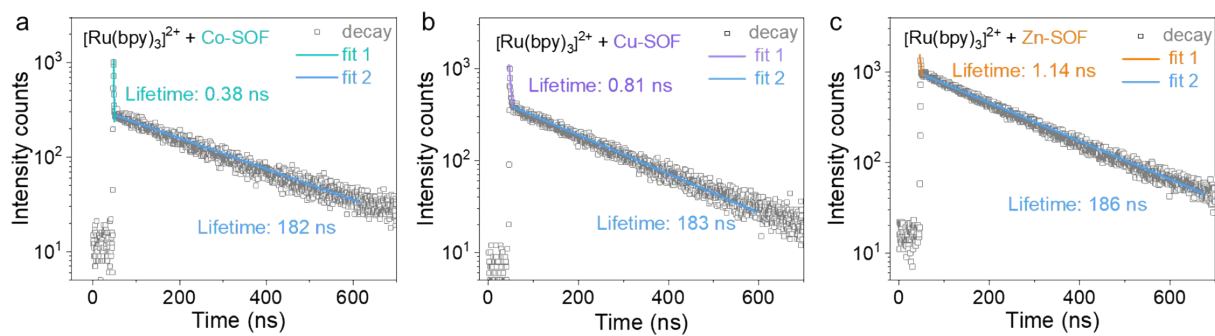 a
[Ru(bpy)₃]²⁺ + Co-SOF
decay
fit 1
fit 2
Lifetime: 0.38 ns
Lifetime: 182 ns
Intensity counts
10³
10²
10¹
0
200
400
600
Time (ns)
b
[Ru(bpy)₃]²⁺ + Cu-SOF
decay
fit 1
fit 2
Lifetime: 0.81 ns
Lifetime: 183 ns
Intensity counts
10³
10²
10¹
0
200
400
600
Time (ns)
c
[Ru(bpy)₃]²⁺ + Zn-SOF
decay
fit 1
fit 2
Lifetime: 1.14 ns
Lifetime: 186 ns
Intensity counts
10³
10²
10¹
0
200
400
600
Time (ns)